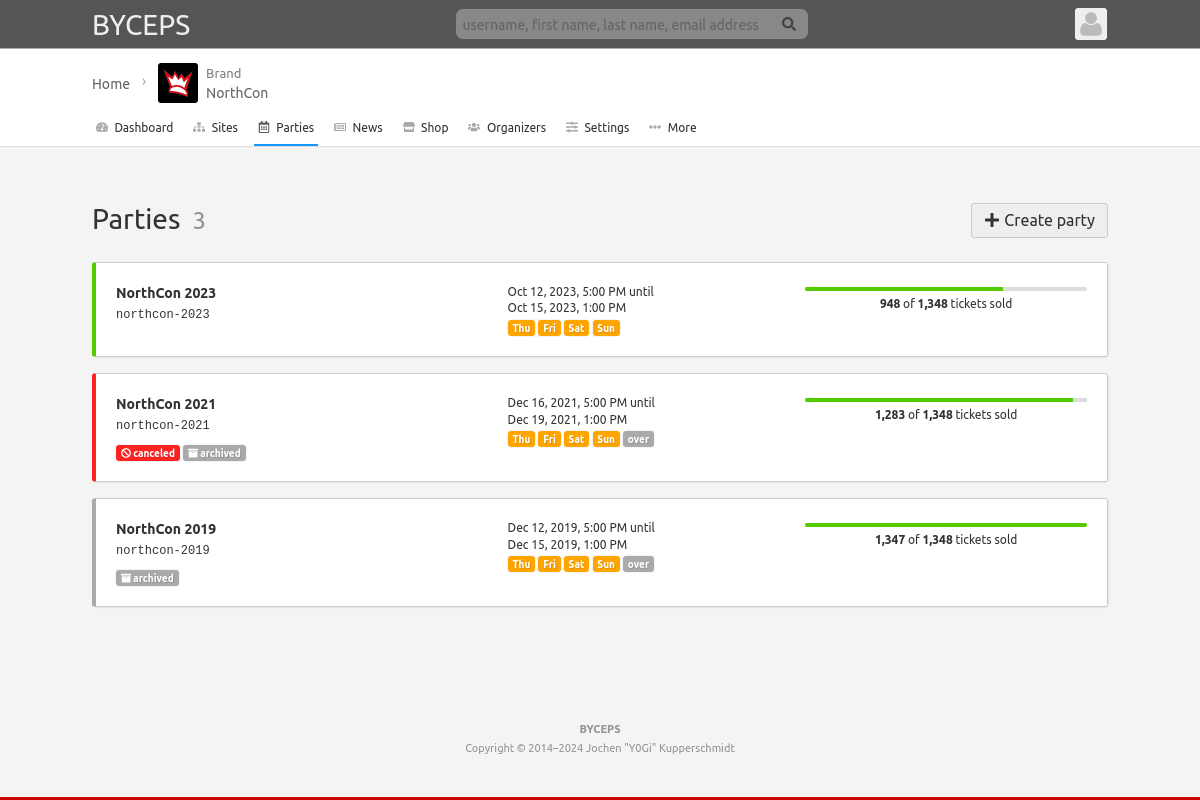 BYCEPS
username, first name, last name, email address
Home
Brand
NorthCon
Dashboard Sites Parties News Shop Organizers Settings More
Parties 3
Create party
NorthCon 2023
northcon-2023
Oct 12, 2023, 5:00 PM until
Oct 15, 2023, 1:00 PM
Thu Fri Sat Sun
948 of 1,348 tickets sold
NorthCon 2021
northcon-2021
canceled archived
Dec 16, 2021, 5:00 PM until
Dec 19, 2021, 1:00 PM
Thu Fri Sat Sun over
1,283 of 1,348 tickets sold
NorthCon 2019
northcon-2019
archived
Dec 12, 2019, 5:00 PM until
Dec 15, 2019, 1:00 PM
Thu Fri Sat Sun over
1,347 of 1,348 tickets sold
BYCEPS
Copyright © 2014–2024 Jochen "Y0Gi" Kupperschmidt